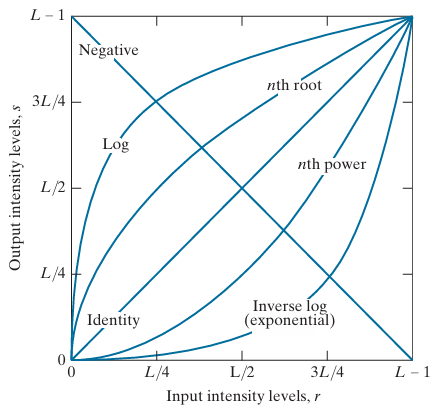 L – 1
Negative
nth root
3L/4
Log
nth power
L/2
L/4
Inverse log
(exponential)
Identity
0
0
L/4
L/2
3L/4
L – 1
Input intensity levels, r
Output intensity levels, s